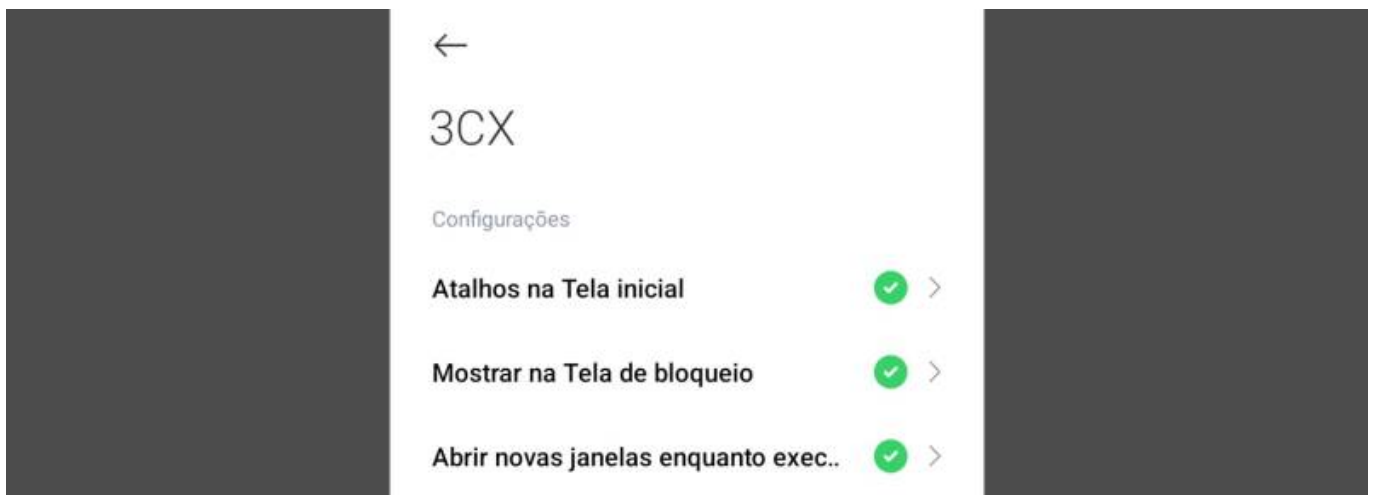 3CX
Configurações
Atalhos na Tela inicial
Mostrar na Tela de bloqueio
Abrir novas janelas enquanto exec..